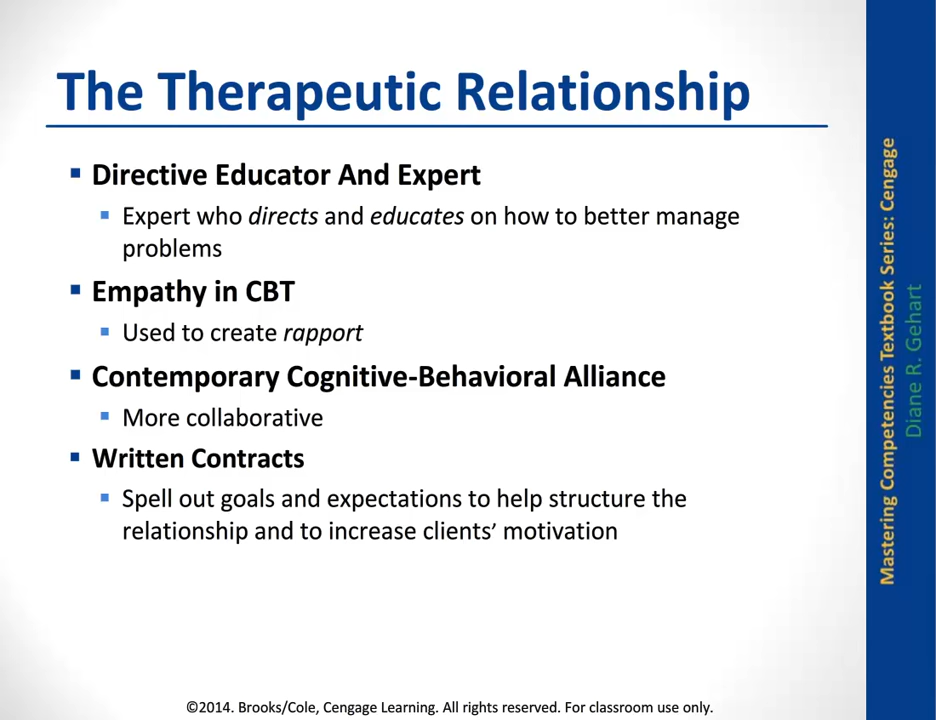 The Therapeutic Relationship
Directive Educator And Expert
Expert who directs and educates on how to better manage
problems
Empathy in CBT
Used to create rapport
Contemporary Cognitive-Behavioral Alliance
More collaborative
Written Contracts
Spell out goals and expectations to help structure the
relationship and to increase clients’ motivation
©2014. Brooks/Cole, Cengage Learning. All rights reserved. For classroom use only.
Mastering Competencies Textbook Series: Cengage
Diane R. Gehart